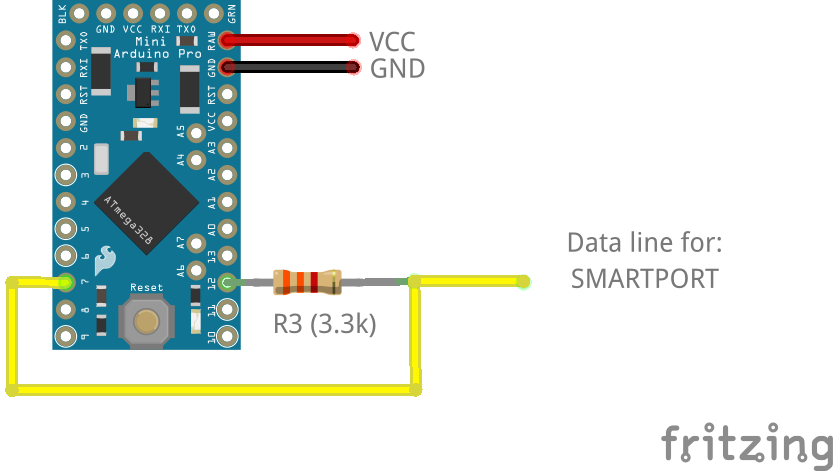 BLK GND VCC RXI TXO GRN
Mini
Arduino Pro
TXO RAW
RXI GND
RST RST
GND VCC
2 A5 A3
3 A4 A2
4 A1
5 A0
6 A7 13
7 A6 12
8 11
9 10
ATmega328
Reset
VCC
GND
R3 (3.3k)
Data line for:
SMARTPORT
fritzing